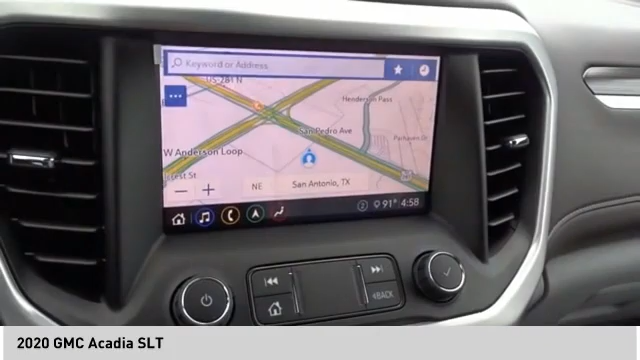 Keyword or Address
US-281 N
Henderson Pass
San Pedro Ave
W Anderson Loop
NE
San Antonio, TX
2 91° 4:58
BACK
2020 GMC Acadia SLT